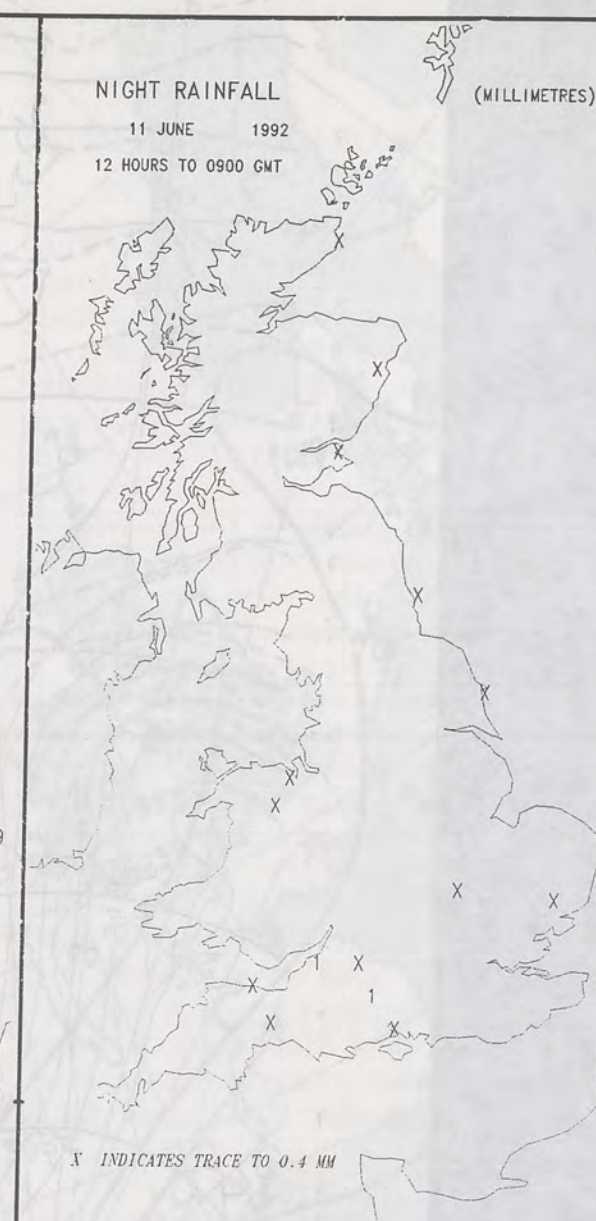 NIGHT RAINFALL
(MILLIMETRES)
11 JUNE 1992
12 HOURS TO 0900 GMT
X
X
X
X
X
X
X
X
X
1
X
X
1
X
X
X INDICATES TRACE TO 0.4 MM
9